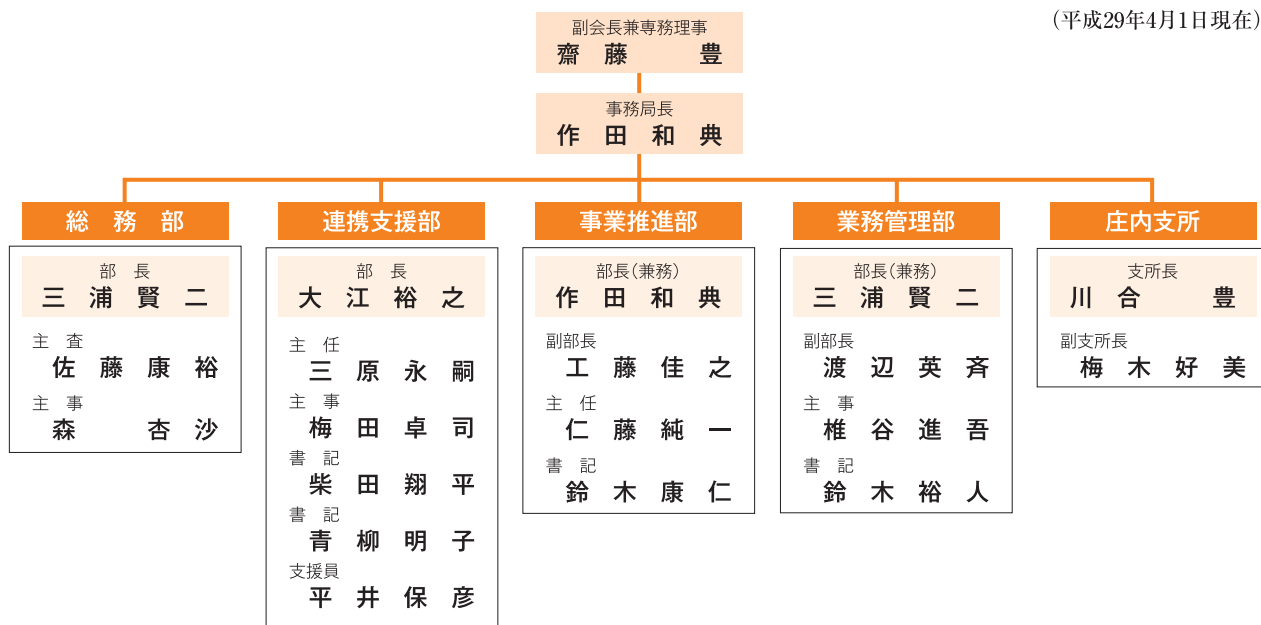 (平成29年4月1日現在)
副会長兼専務理事
齋藤 豊
事務局長
作田和典
総務部
部長
三浦賢二
主査
佐藤康裕
主事
森 杏沙
連携支援部
部長
大江裕之
主任
三原永嗣
主事
梅田卓司
書記
柴田翔平
書記
青柳明子
支援員
平井保彦
事業推進部
部長(兼務)
作田和典
副部長
工藤佳之
主任
仁藤純一
書記
鈴木康仁
業務管理部
部長(兼務)
三浦賢二
副部長
渡辺英斉
主事
椎谷進吾
書記
鈴木裕人
庄内支所
支所長
川合 豊
副支所長
梅木好美